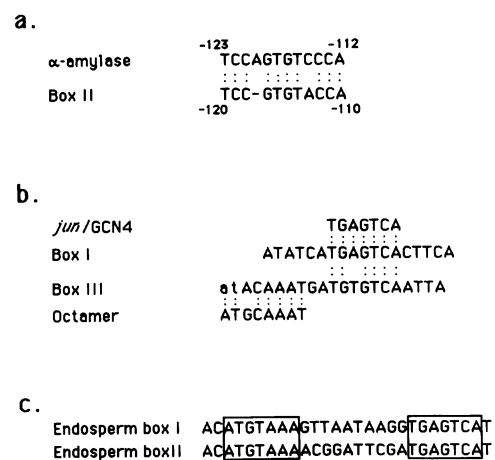 a.
-123 -112
α-amylase TCCAGTGTCCCA
::: :::: :::
Box II TCC-GTGTACCA
-120 -110
b.
jun/GCN4 TGAGTCA
:::::::
Box I ATATCATGAGTCACTTCA
:: ::::
Box III atACAAATGATGTGTCAATTA
:: :::::
Octamer ATGCAAAT
c.
Endosperm box I ACATGTAAAGTTAATAAGGTGAGTCAT
Endosperm boxII ACATGTAAAACGGATTCGATGAGTCAT